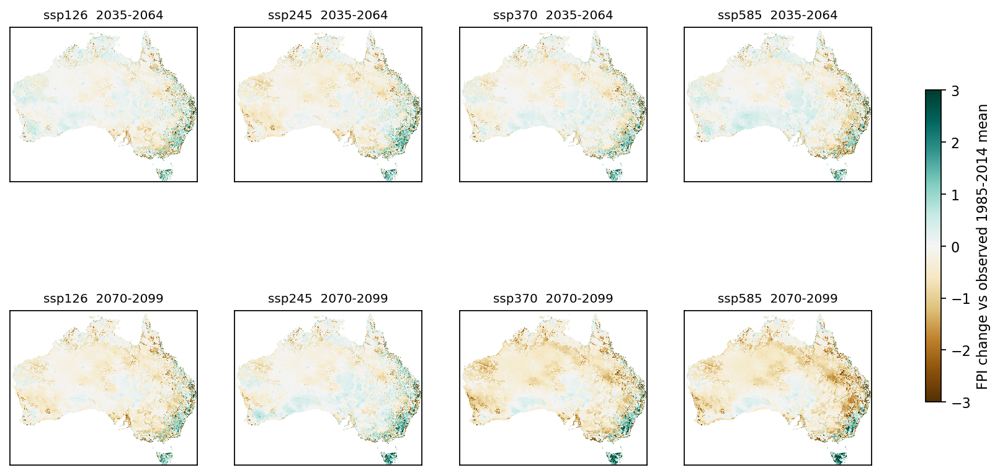 ssp126 2035-2064
ssp245 2035-2064
ssp370 2035-2064
ssp585 2035-2064
3
2
1
0
−1
−2
−3
FPI change vs observed 1985-2014 mean
ssp126 2070-2099
ssp245 2070-2099
ssp370 2070-2099
ssp585 2070-2099